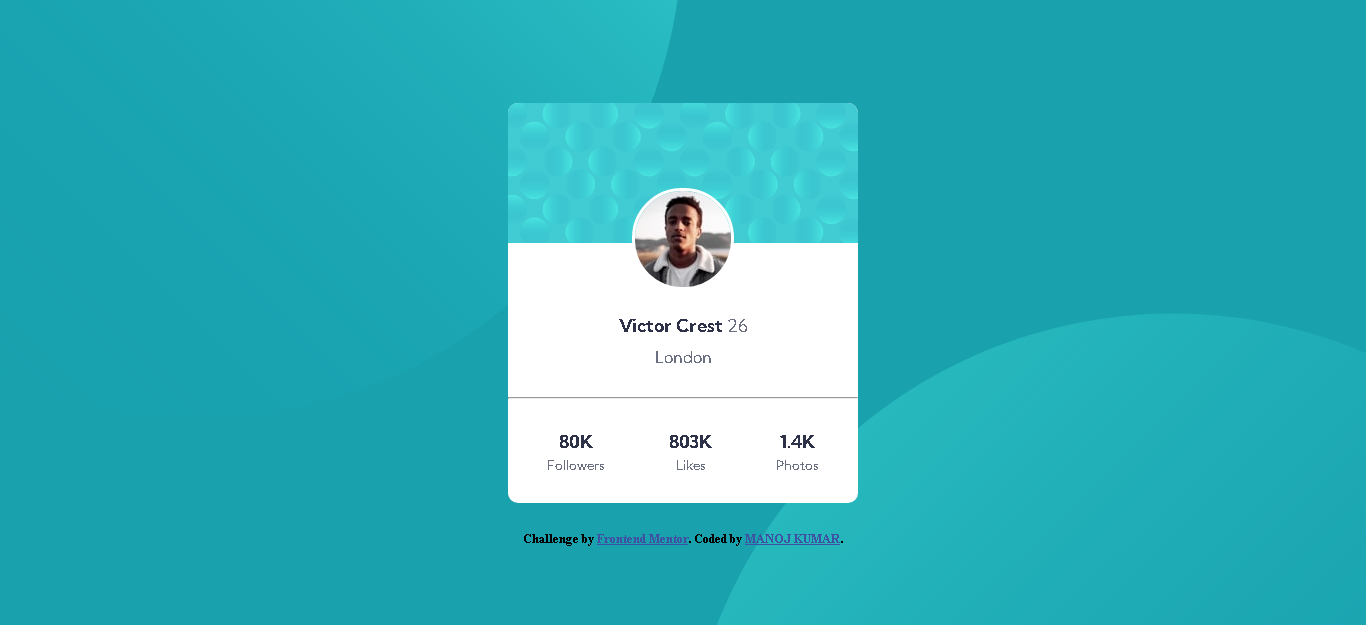 Victor Crest 26
London
80K 803K 1.4K
Followers Likes Photos
Challenge by Frontend Mentor. Coded by MANOJ KUMAR.